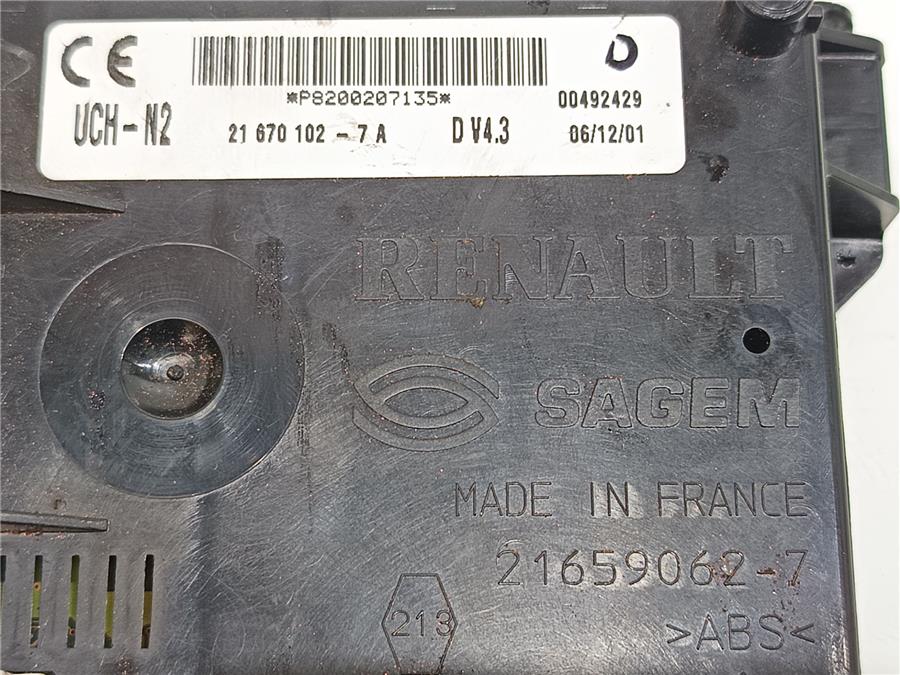 CE D
*P8200207135* 00492429
UCH-N2 21 670 102 - 7 A D V4.3 06/12/01
RENAULT
SAGEM
MADE IN FRANCE
21659062-7
213
>ABS<